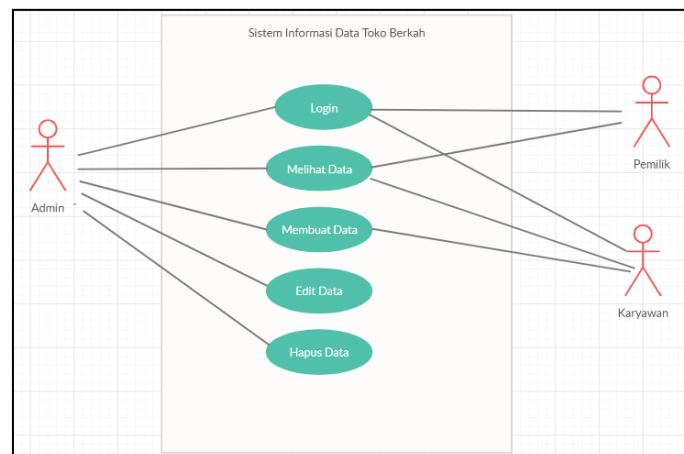 Sistem Informasi Data Toko Berkah
Login
Melihat Data
Membuat Data
Edit Data
Hapus Data
Admin
Pemilik
Karyawan